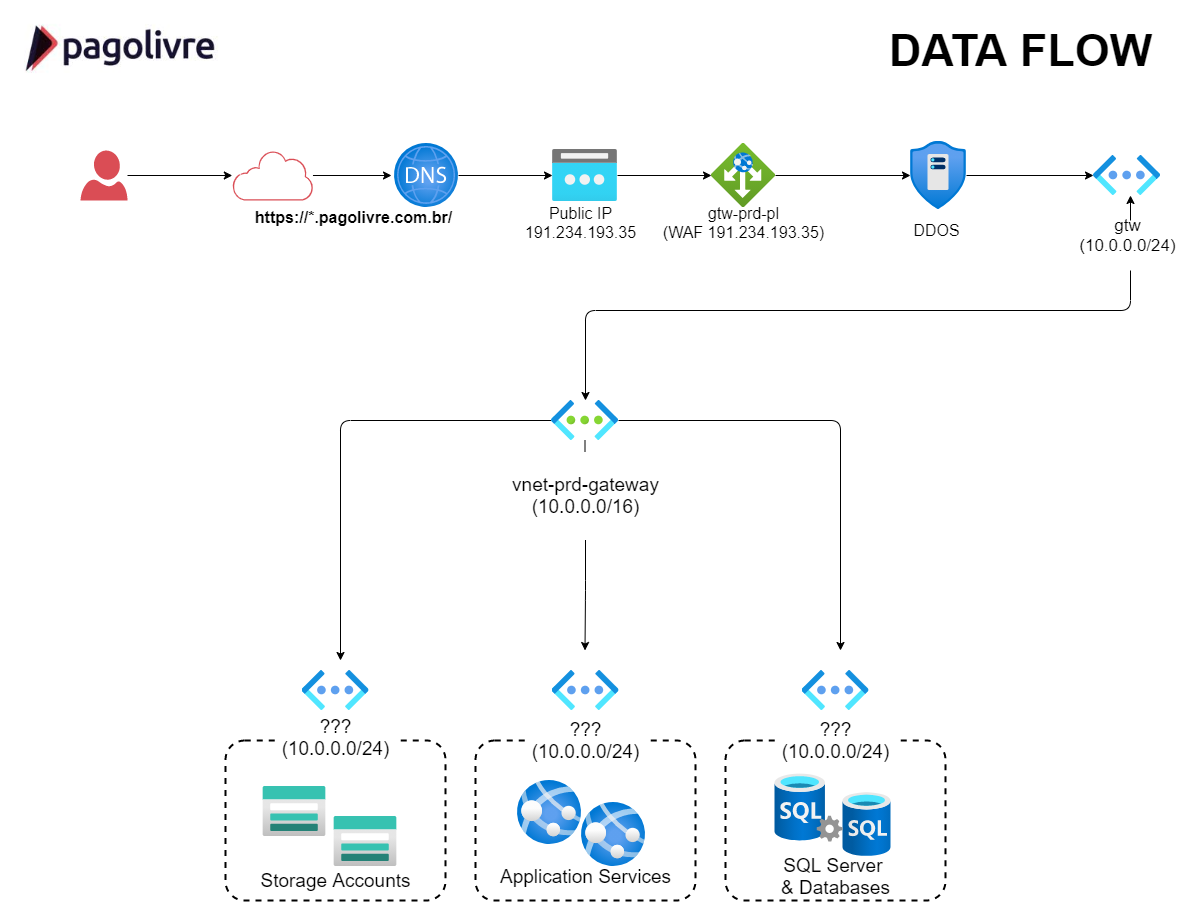 pagolivre
DATA FLOW
DNS
https://*.pagolivre.com.br/
Public IP
191.234.193.35
gtw-prd-pl
(WAF 191.234.193.35)
DDOS
gtw
(10.0.0.0/24)
vnet-prd-gateway
(10.0.0.0/16)
???
(10.0.0.0/24)
Storage Accounts
???
(10.0.0.0/24)
Application Services
???
(10.0.0.0/24)
SQL
SQL
SQL Server
& Databases